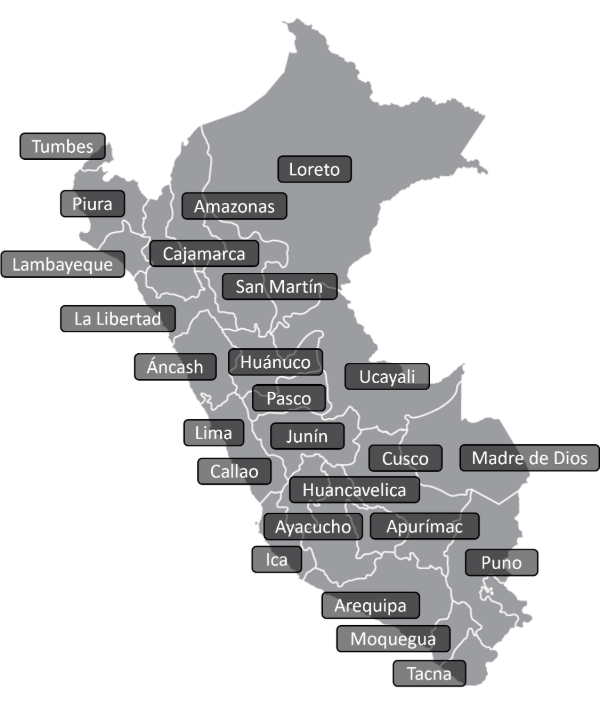 Tumbes
Loreto
Piura
Amazonas
Cajamarca
Lambayeque
San Martín
La Libertad
Áncash
Huánuco
Ucayali
Pasco
Lima
Junín
Cusco
Madre de Dios
Callao
Huancavelica
Ayacucho
Apurímac
Ica
Puno
Arequipa
Moquegua
Tacna